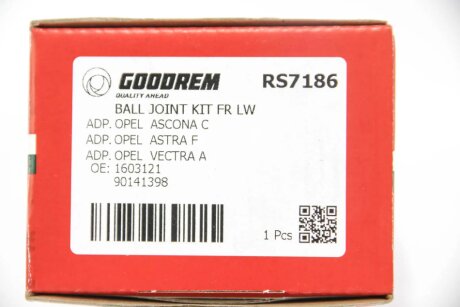 GOODREM RS7186
QUALITY AHEAD
BALL JOINT KIT FR LW
ADP. OPEL ASCONA C
ADP. OPEL ASTRA F
ADP. OPEL VECTRA A
OE: 1603121
90141398
1 Pcs